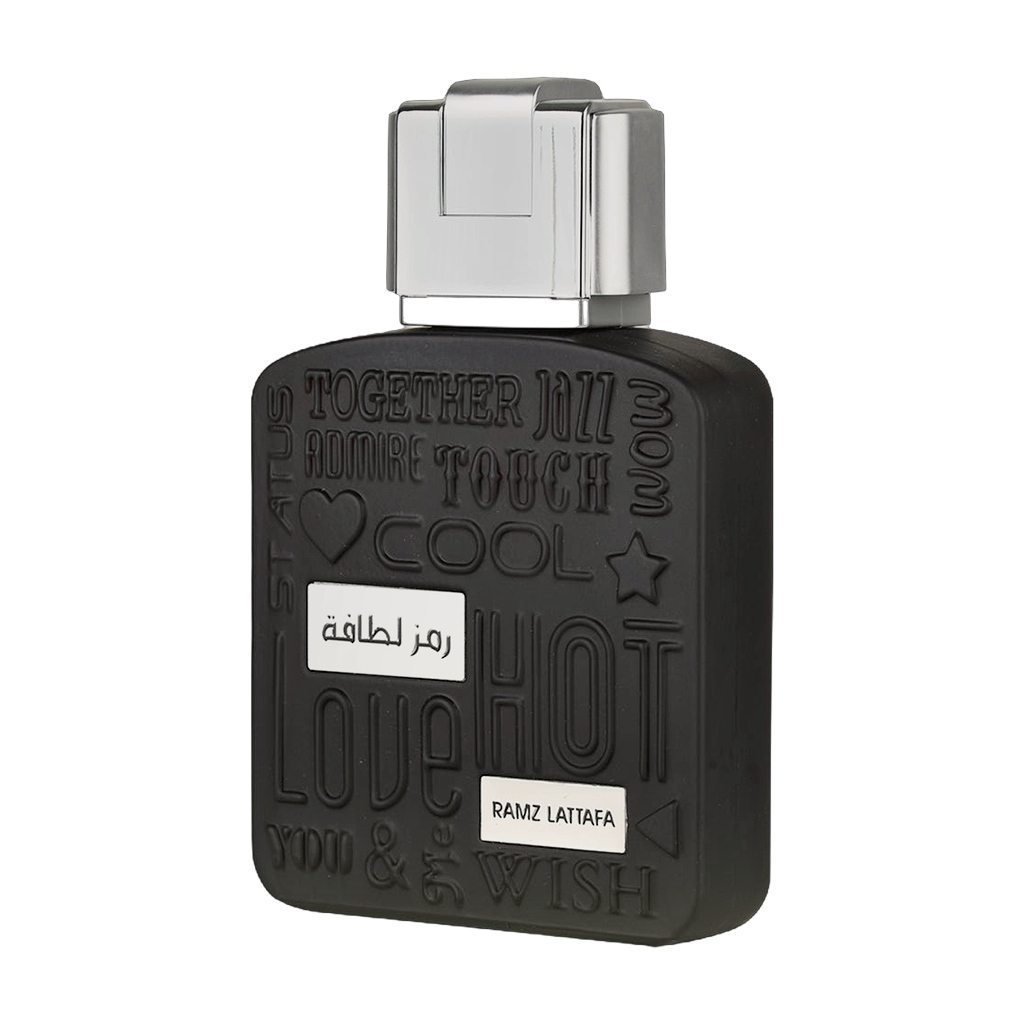 STATUS
TOGETHER JAZZ
WOW
ADMIRE TOUCH
COOL
رمز لطافة
HOT
Love
RAMZ LATTAFA
YOU & Me
WISH